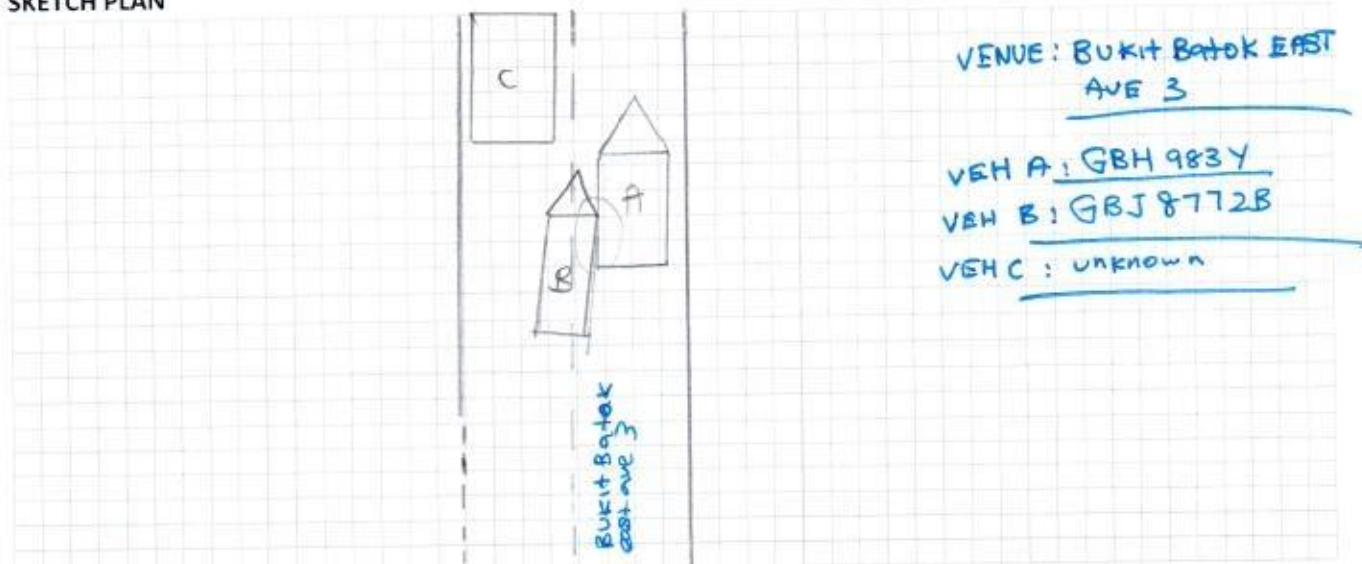 SKETCH PLAN
C
A
B
BUKIT BATOK
EAST AVE 3
VENUE: BUKIT BATOK EAST
AVE 3
VEH A: GBH 983Y
VEH B: GBJ 8772B
VEH C: unknown